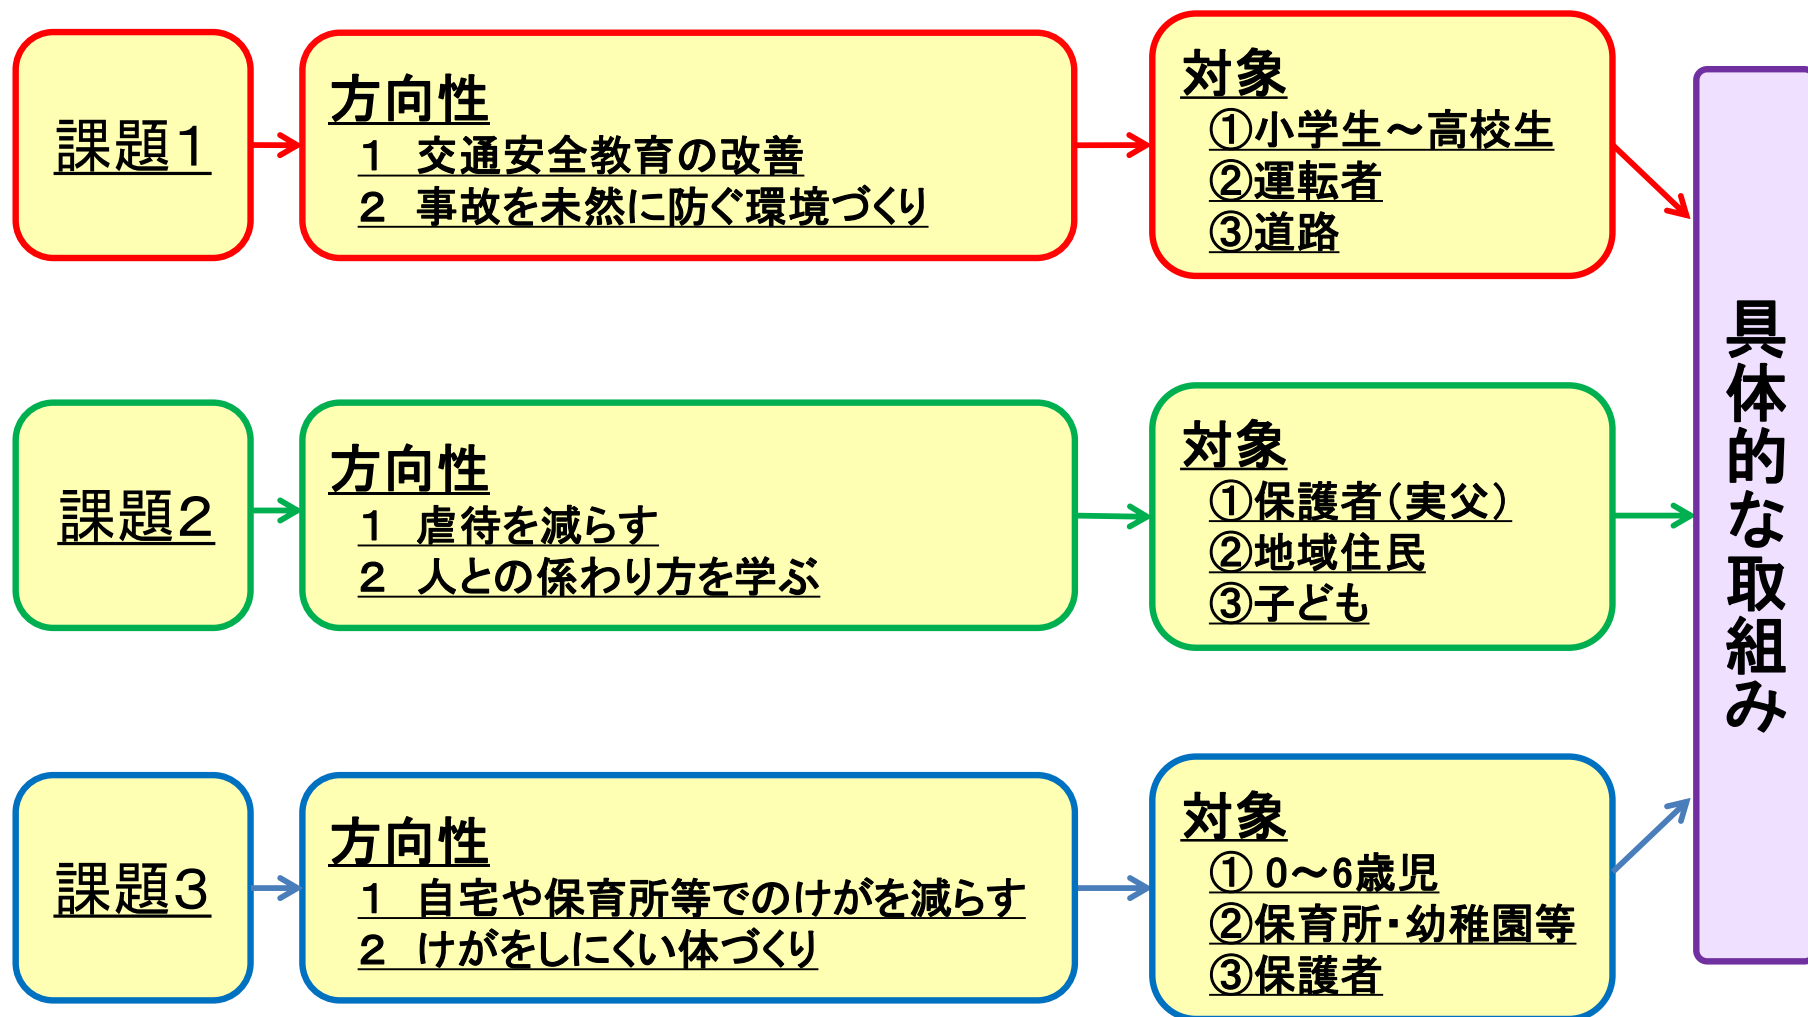 課題１
方向性
１　交通安全教育の改善
２　事故を未然に防ぐ環境づくり
対象
①小学生～高校生
②運転者
③道路
課題２
方向性
１　虐待を減らす
２　人との係わり方を学ぶ
対象
①保護者（実父）
②地域住民
③子ども
課題３
方向性
１　自宅や保育所等でのけがを減らす
２　けがをしにくい体づくり
対象
① 0～6歳児
②保育所・幼稚園等
③保護者
具体的な取組み